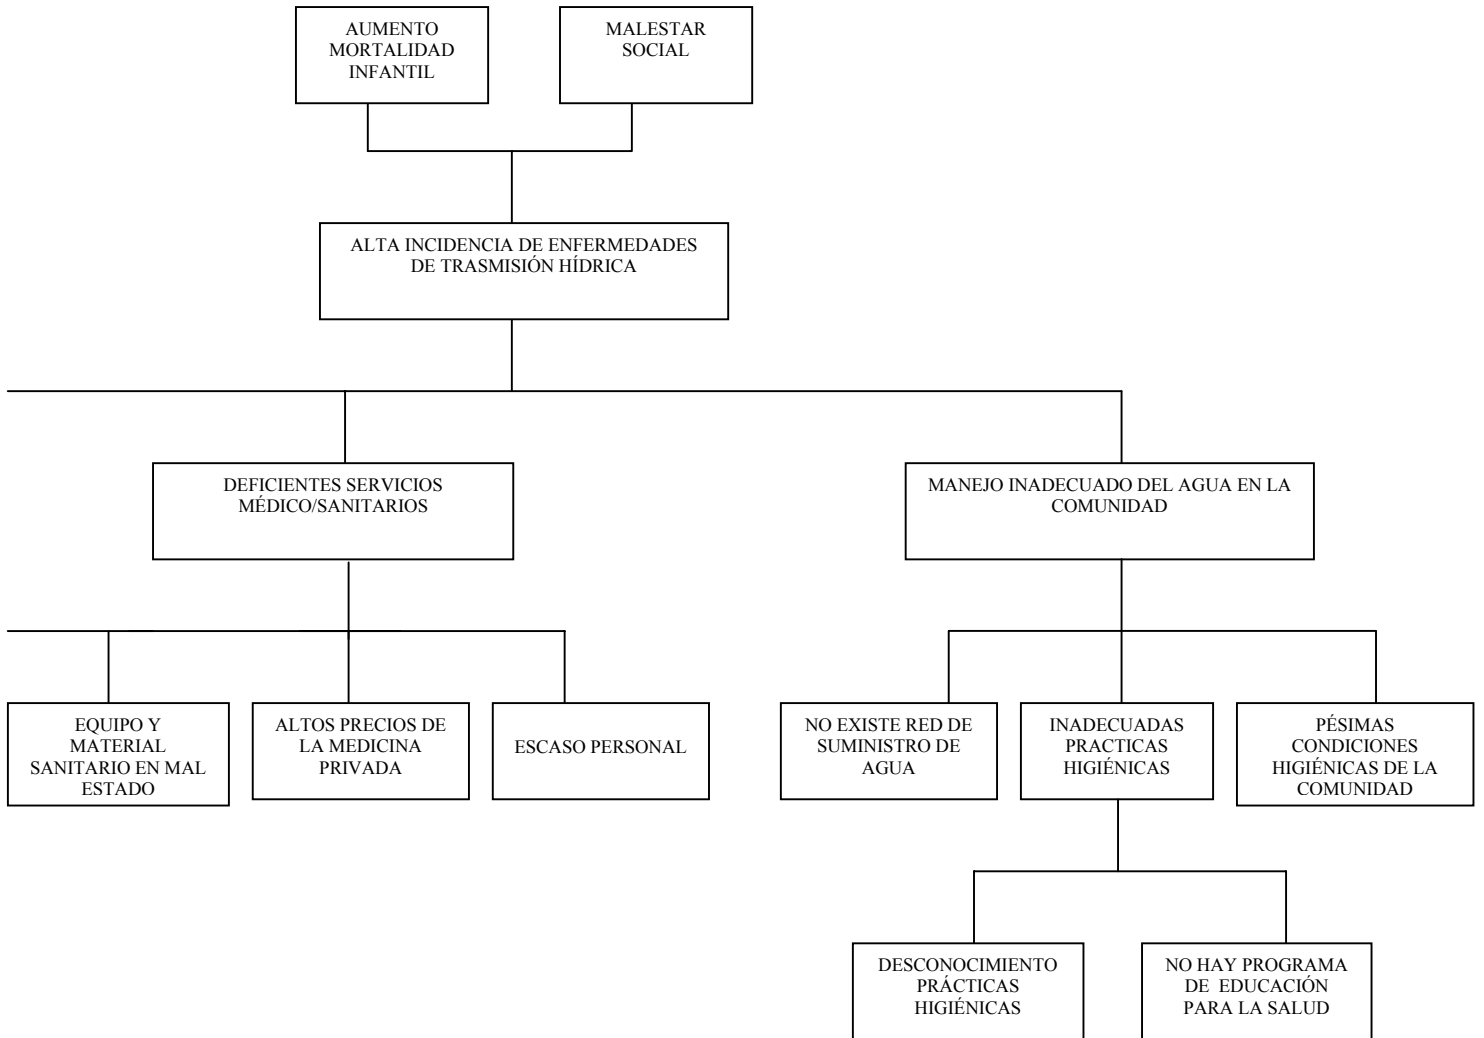 AUMENTO
MORTALIDAD
INFANTIL
MALESTAR
SOCIAL
ALTA INCIDENCIA DE ENFERMEDADES
DE TRASMISIÓN HÍDRICA
DEFICIENTES SERVICIOS
MÉDICO/SANITARIOS
MANEJO INADECUADO DEL AGUA EN LA
COMUNIDAD
EQUIPO Y
MATERIAL
SANITARIO EN MAL
ESTADO
ALTOS PRECIOS DE
LA MEDICINA
PRIVADA
ESCASO PERSONAL
NO EXISTE RED DE
SUMINISTRO DE
AGUA
INADECUADAS
PRACTICAS
HIGIÉNICAS
PÉSIMAS
CONDICIONES
HIGIÉNICAS DE LA
COMUNIDAD
DESCONOCIMIENTO
PRÁCTICAS
HIGIÉNICAS
NO HAY PROGRAMA
DE EDUCACIÓN
PARA LA SALUD